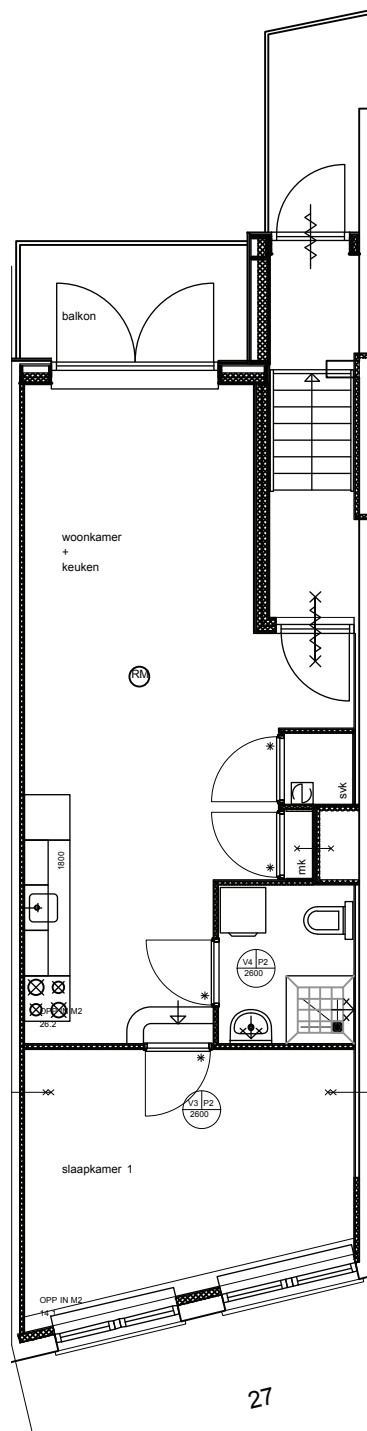 balkon
woonkamer
+
keuken
RM
svk
mk
1800
V4 P2
2600
OPP IN M2
26.2
V3 P2
2600
slaapkamer 1
OPP IN M2
27